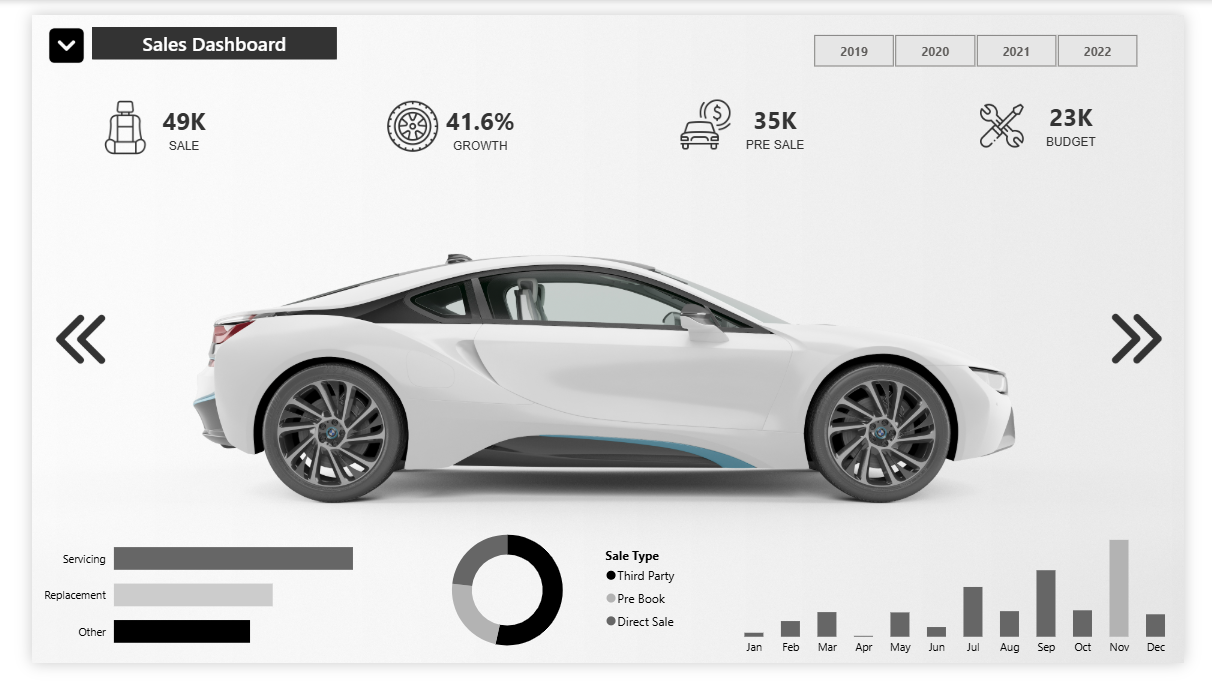 Sales Dashboard
2019 2020 2021 2022
49K
SALE
41.6%
GROWTH
35K
PRE SALE
23K
BUDGET
Servicing
Replacement
Other
Sale Type
Third Party
Pre Book
Direct Sale
Jan Feb Mar Apr May Jun Jul Aug Sep Oct Nov Dec